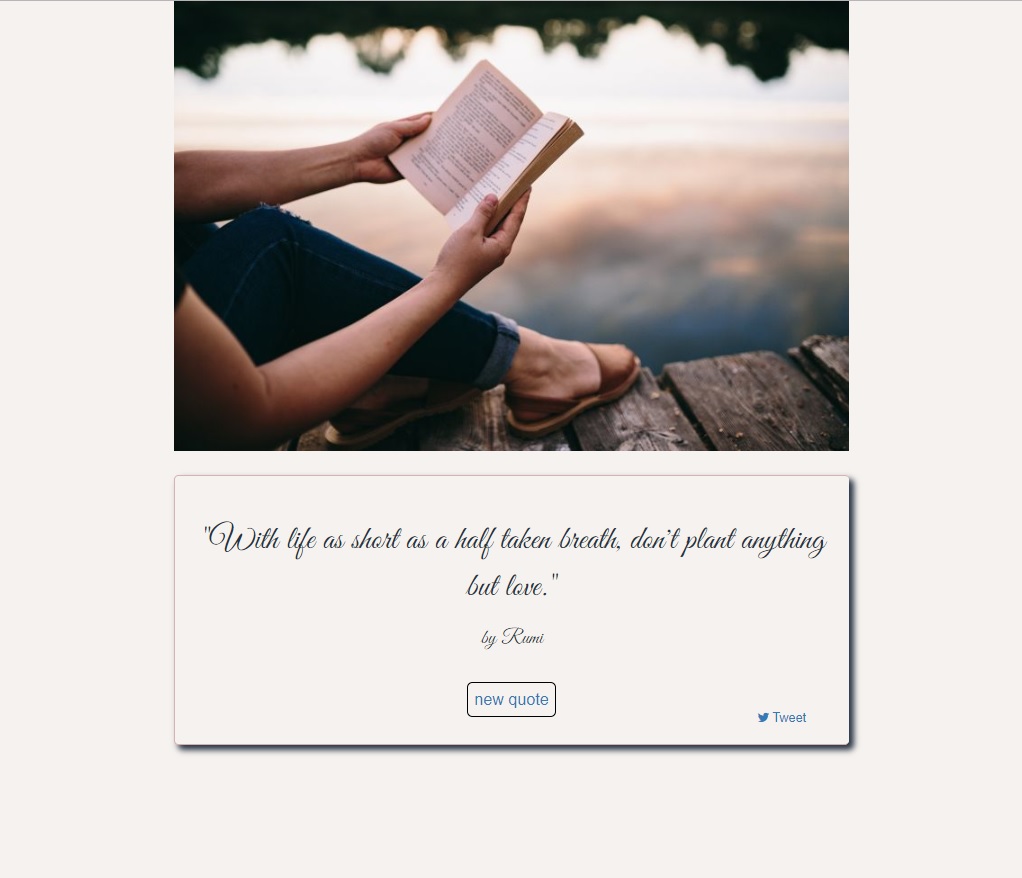 "With life as short as a half taken breath, don't plant anything
but love."
by Rumi
new quote
Tweet